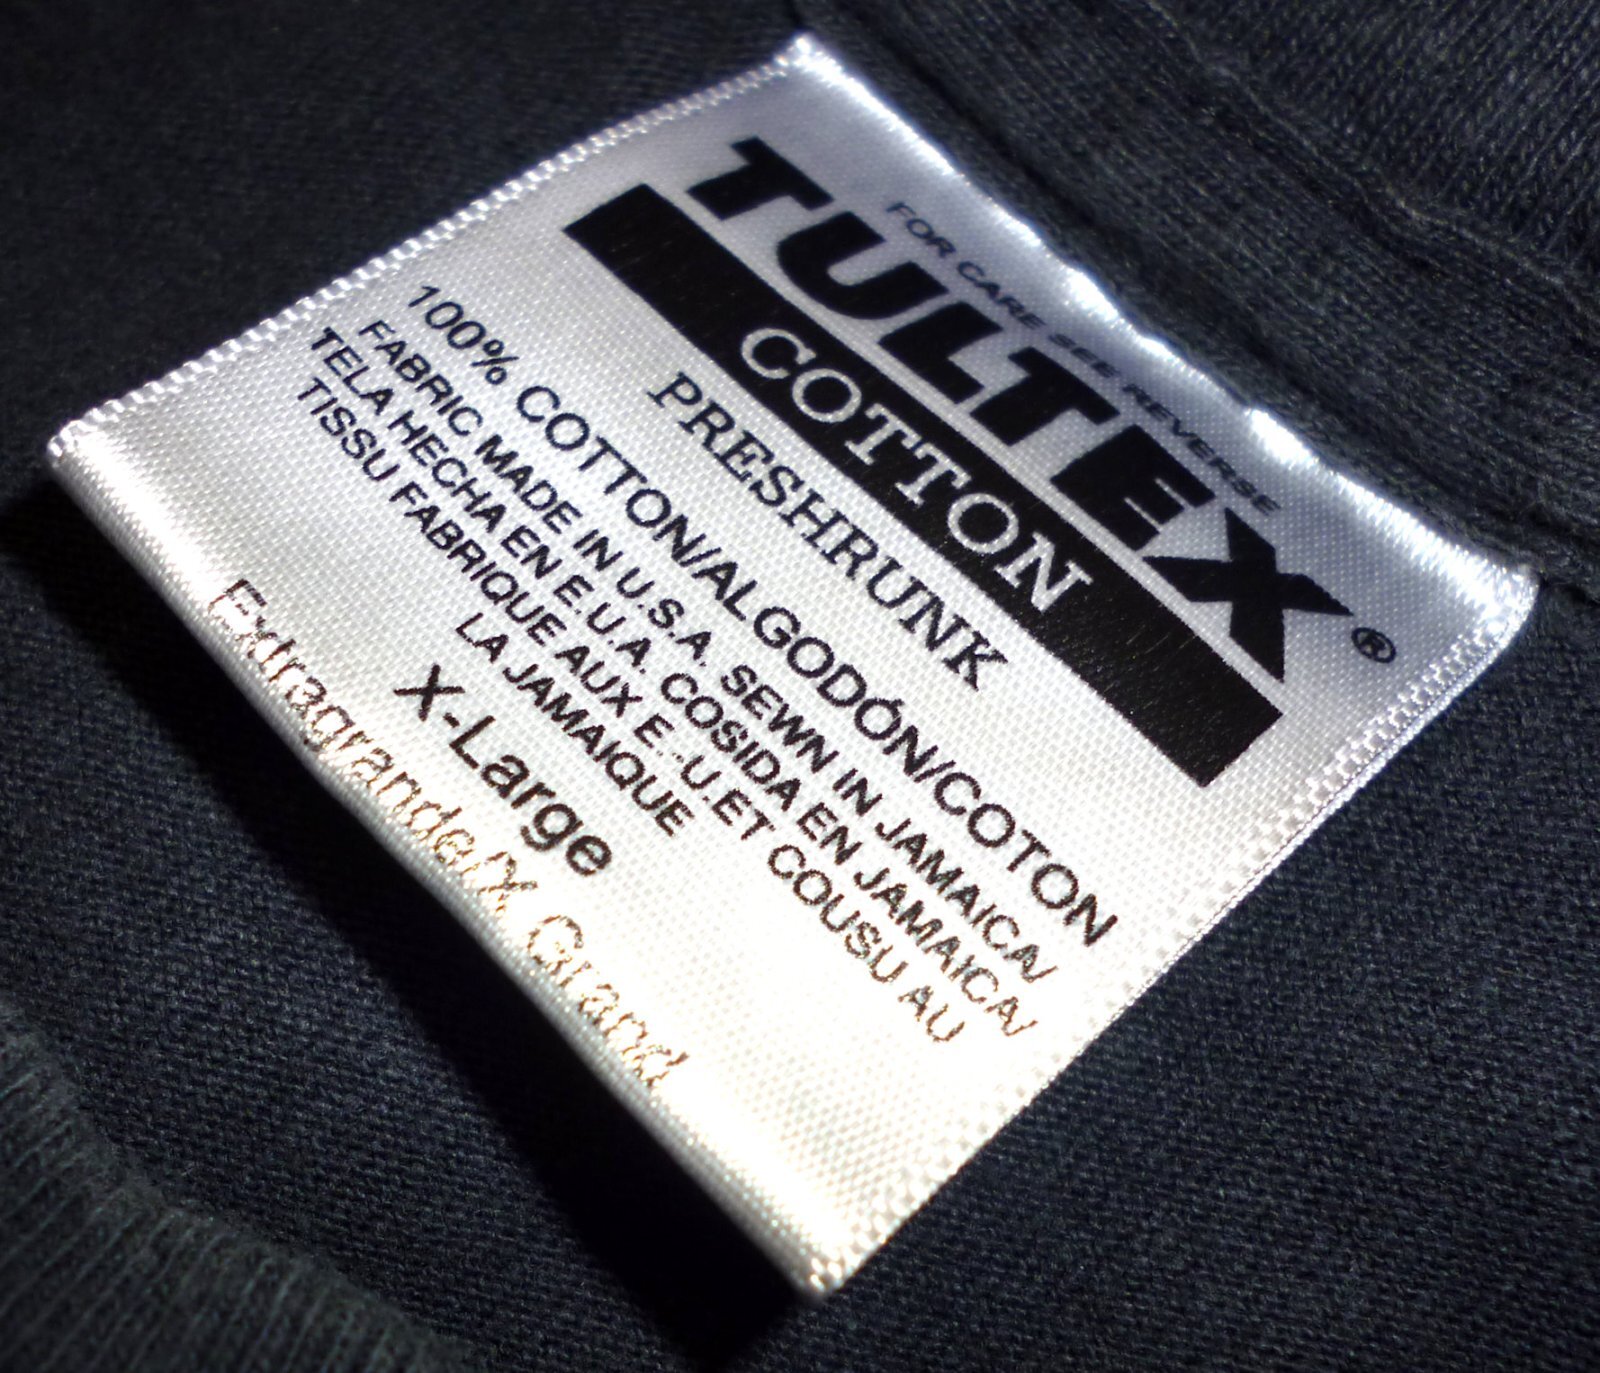 FOR CARE SEE REVERSE
TULTEX®
COTTON
PRESHRUNK
100% COTTON/ALGODÓN/COTON
FABRIC MADE IN U.S.A. SEWN IN JAMAICA/
TELA HECHA EN E.U.A. COSIDA EN JAMAICA/
TISSU FABRIQUE AUX E..U.ET COUSU AU
LA JAMAIQUE
X-Large
Extragrande/X Grand